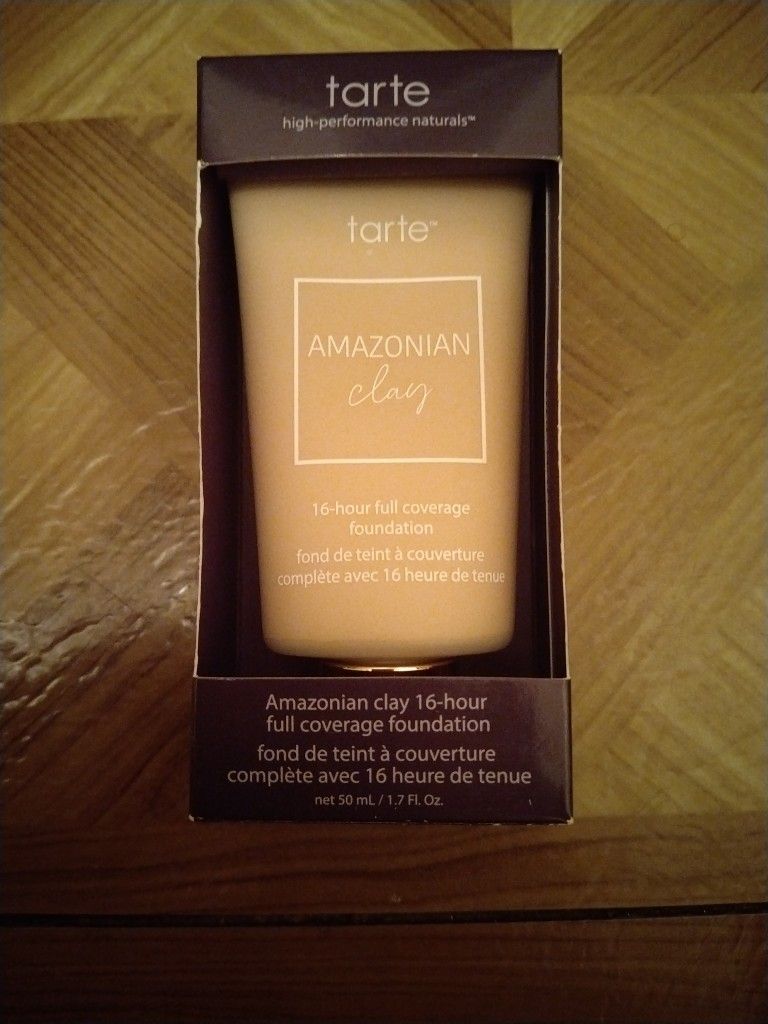 tarte
high-performance naturals™
tarte™
AMAZONIAN
clay
16-hour full coverage
foundation
fond de teint à couverture
complète avec 16 heure de tenue
Amazonian clay 16-hour
full coverage foundation
fond de teint à couverture
complète avec 16 heure de tenue
net 50 mL / 1.7 Fl. Oz.